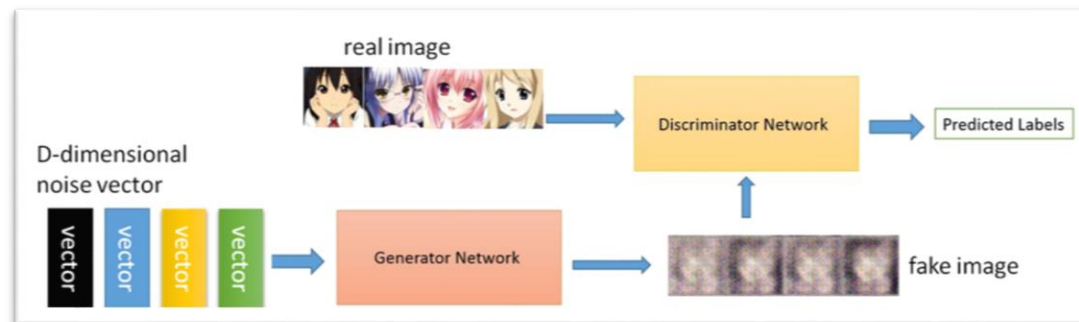 real image
Discriminator Network
Predicted Labels
D-dimensional
noise vector
vector
vector
vector
vector
Generator Network
fake image